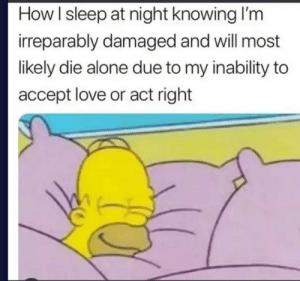 How I sleep at night knowing I'm
irreparably damaged and will most
likely die alone due to my inability to
accept love or act right